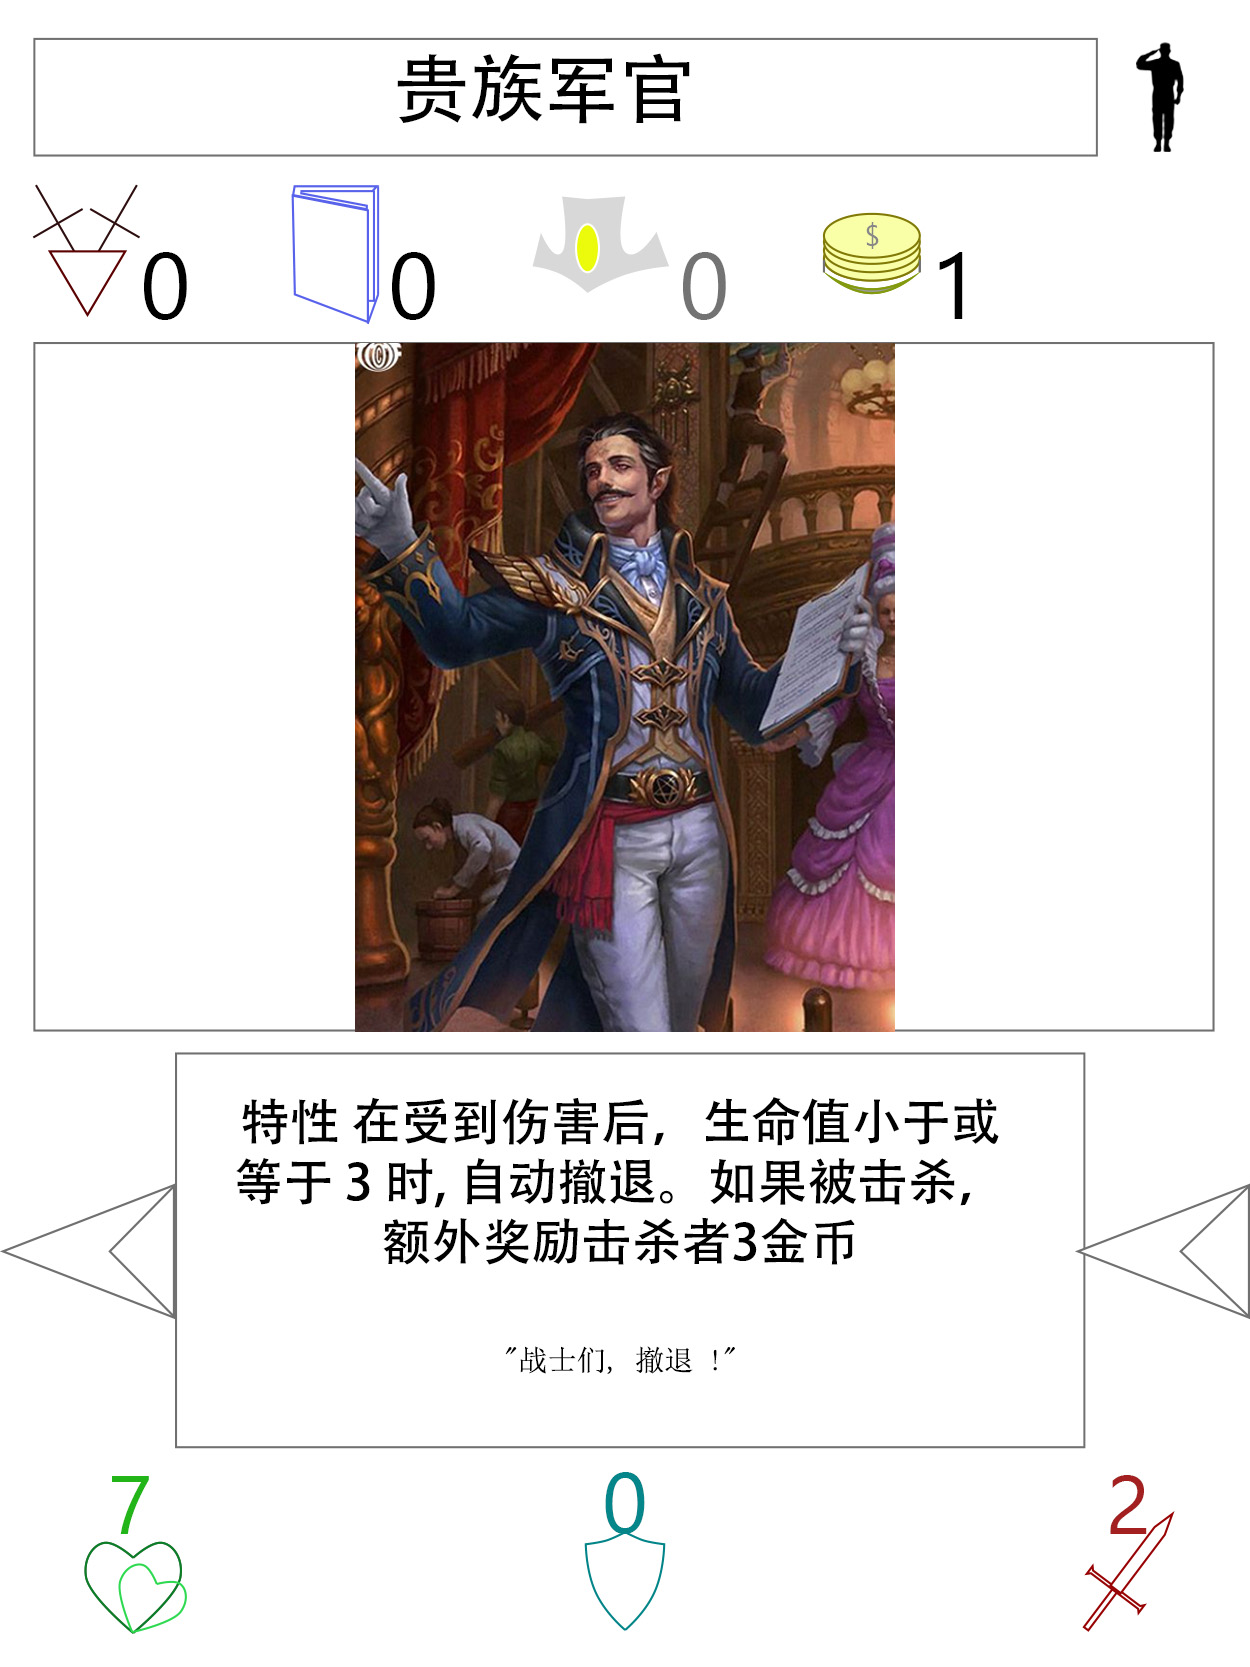 贵族军官
0
0
0
$
1
特性 在受到伤害后, 生命值小于或
等于 3 时, 自动撤退。如果被击杀,
额外奖励击杀者3金币
"战士们, 撤退 !"
7
0
2